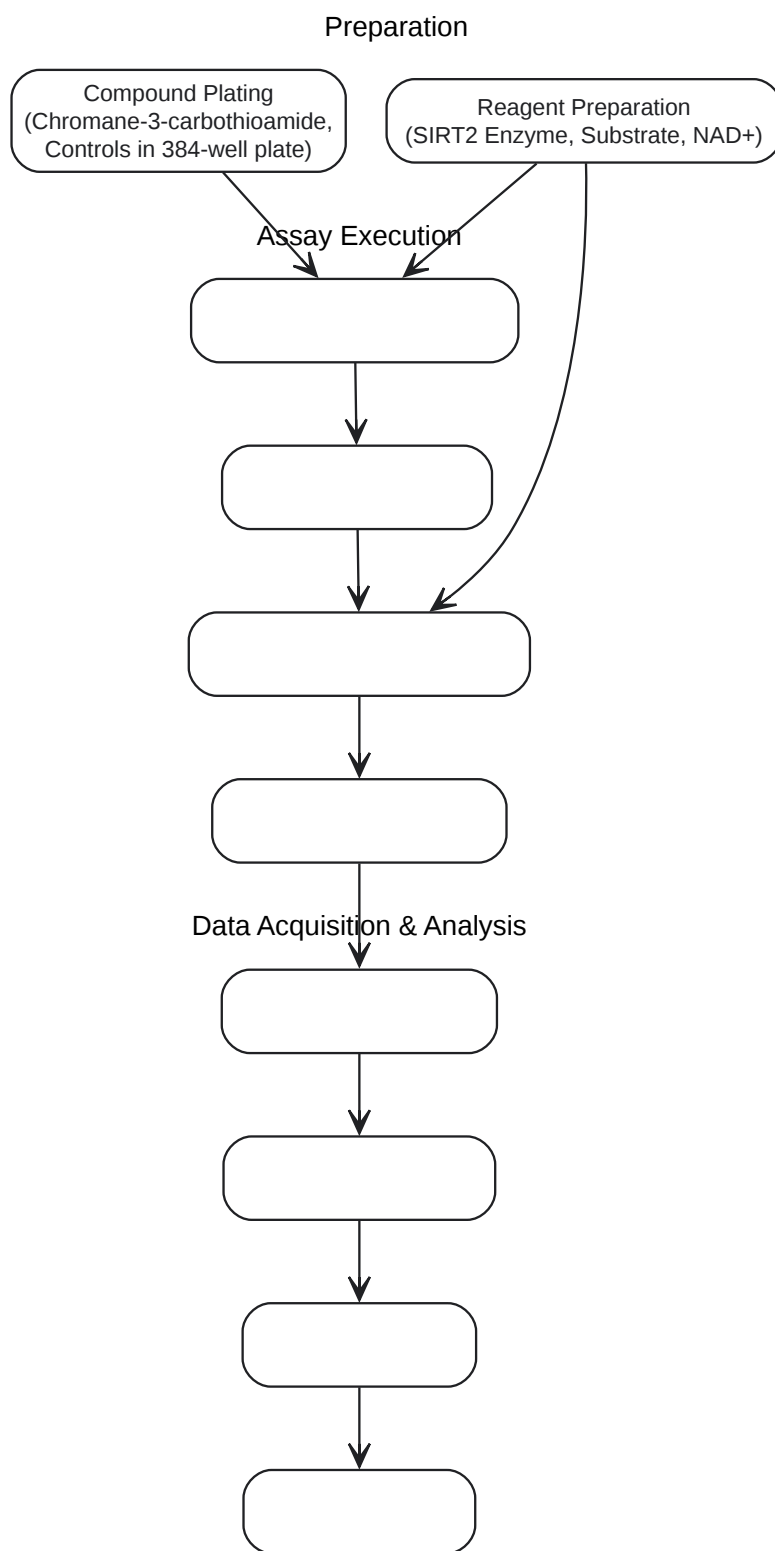 Preparation
Compound Plating
(Chromane-3-carbothioamide,
Controls in 384-well plate)
Reagent Preparation
(SIRT2 Enzyme, Substrate, NAD+)
Assay Execution
Data Acquisition & Analysis